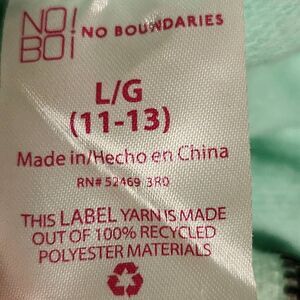 NO! NO BOUNDARIES
BO!
L/G
(11-13)
Made in/Hecho en China
RN# 52469 3R0
THIS LABEL YARN IS MADE
OUT OF 100% RECYCLED
POLYESTER MATERIALS